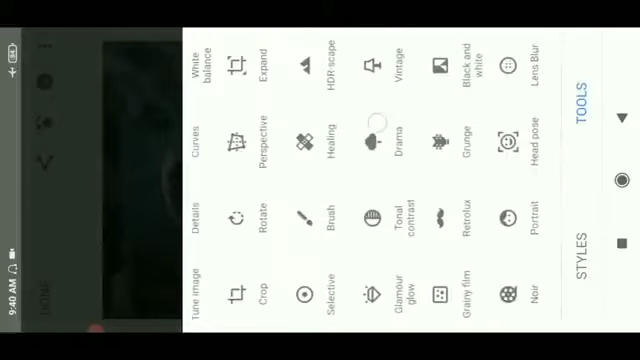 9:40 AM 84
DONE
Tune image Details Curves White balance
Crop Rotate Perspective Expand
Selective Brush Healing HDR-scape
Glamour glow Tonal contrast Drama Vintage
Grainy film Retrolux Grunge Black and white
Noir Portrait Head pose Lens Blur
STYLES TOOLS